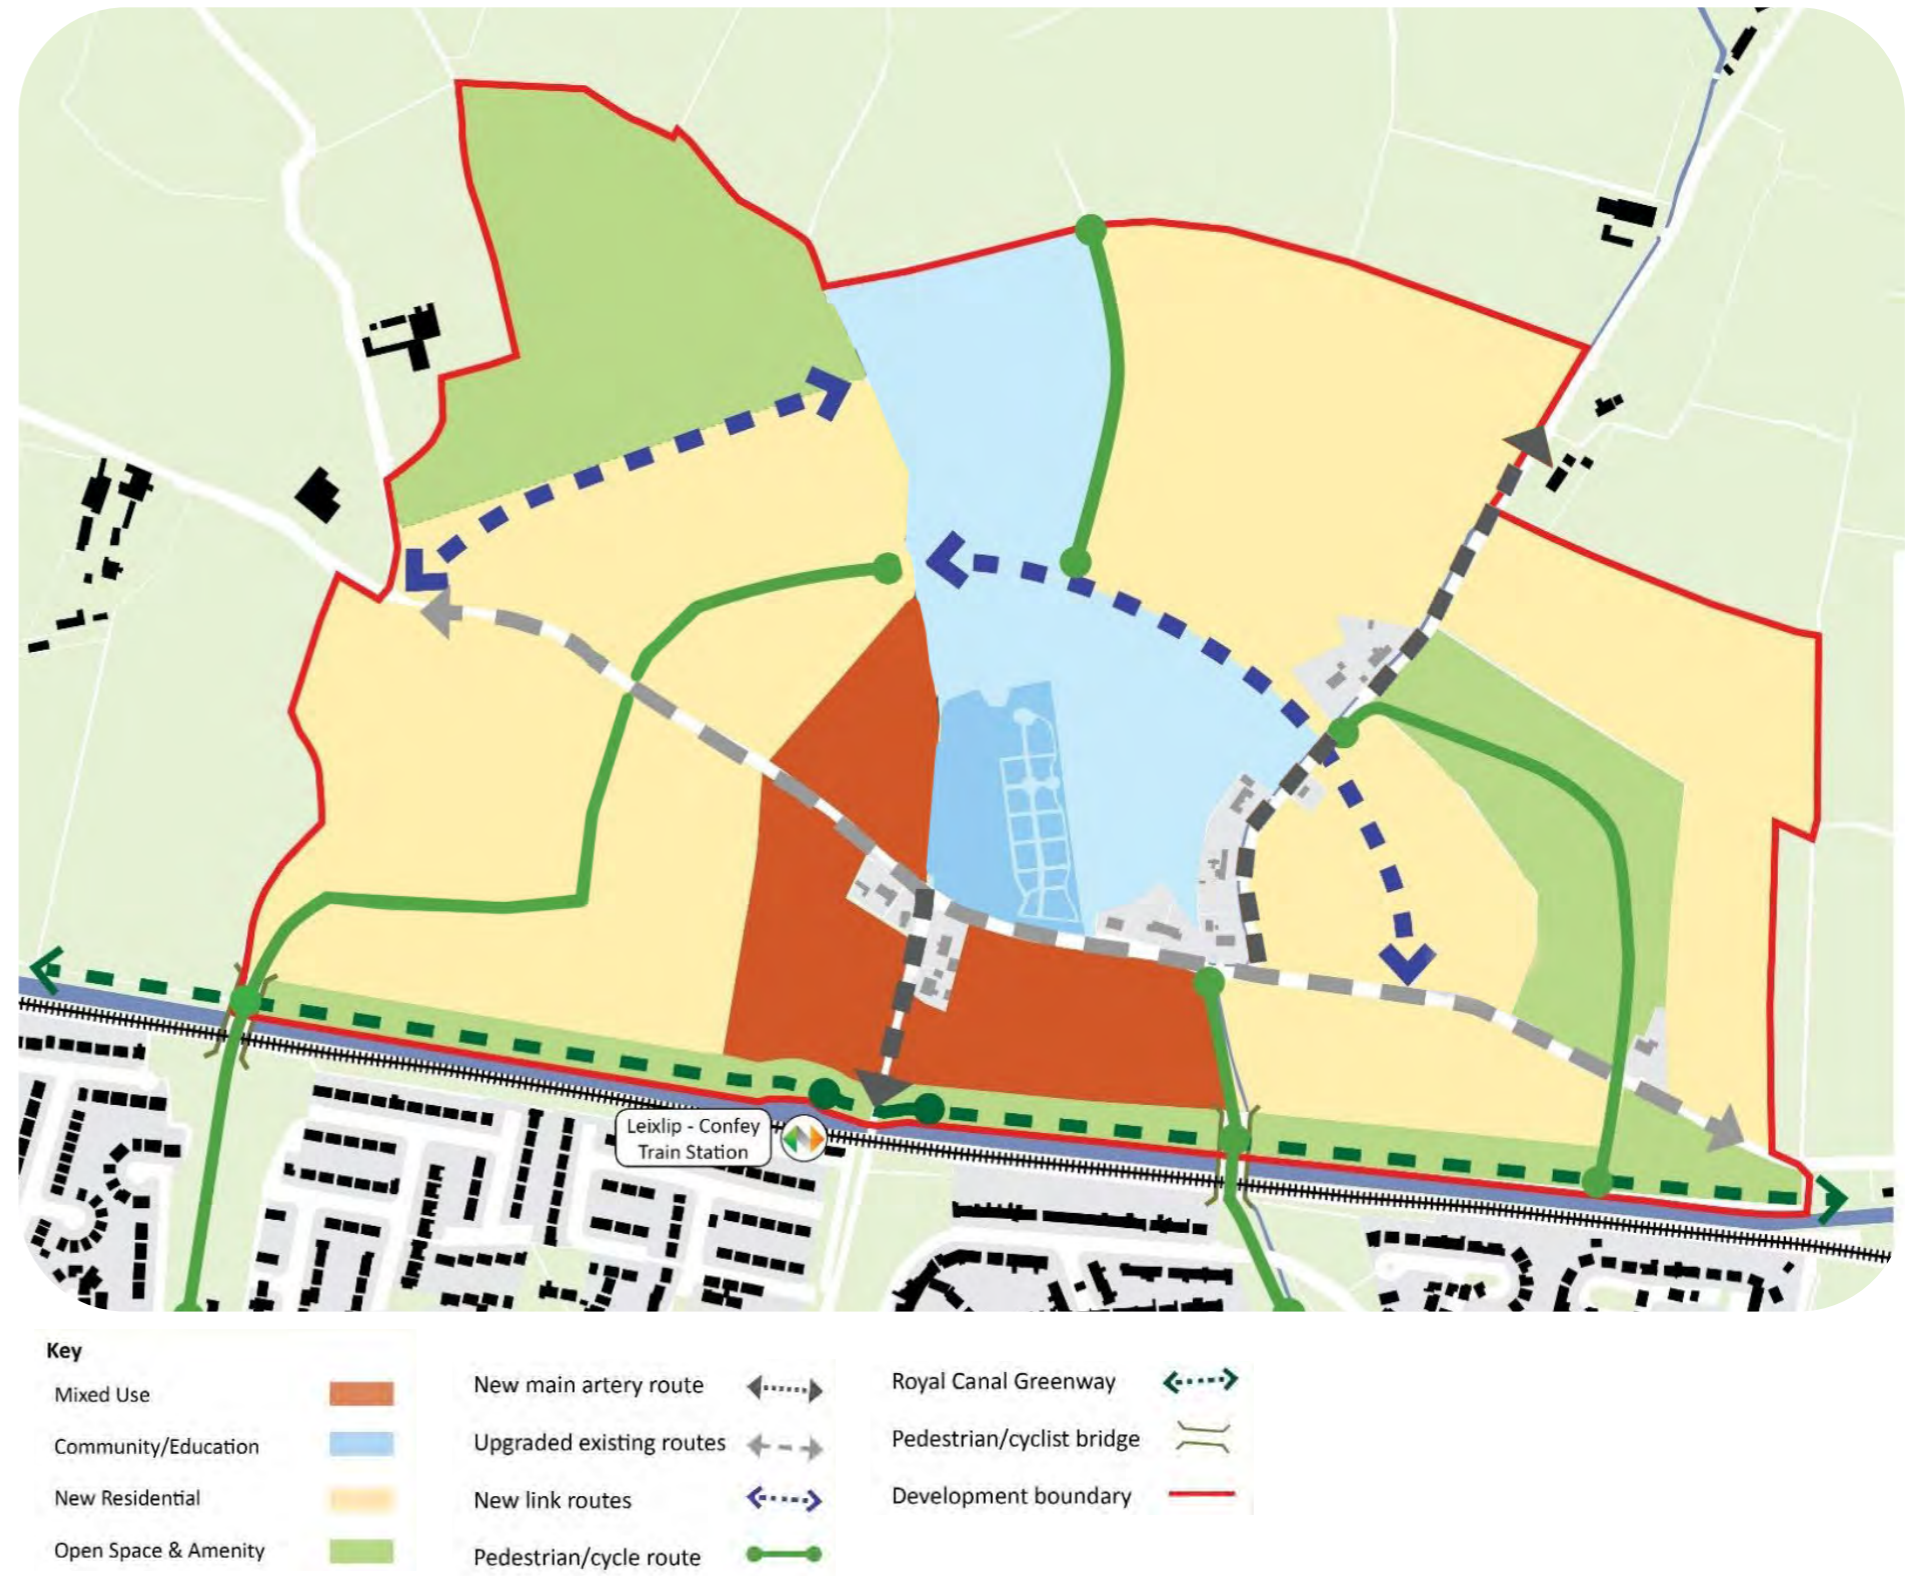 Leixlip - Confey
Train Station
Key
Mixed Use
Community/Education
New Residential
Open Space & Amenity
New main artery route
Upgraded existing routes
New link routes
Pedestrian/cycle route
Royal Canal Greenway
Pedestrian/cyclist bridge
Development boundary